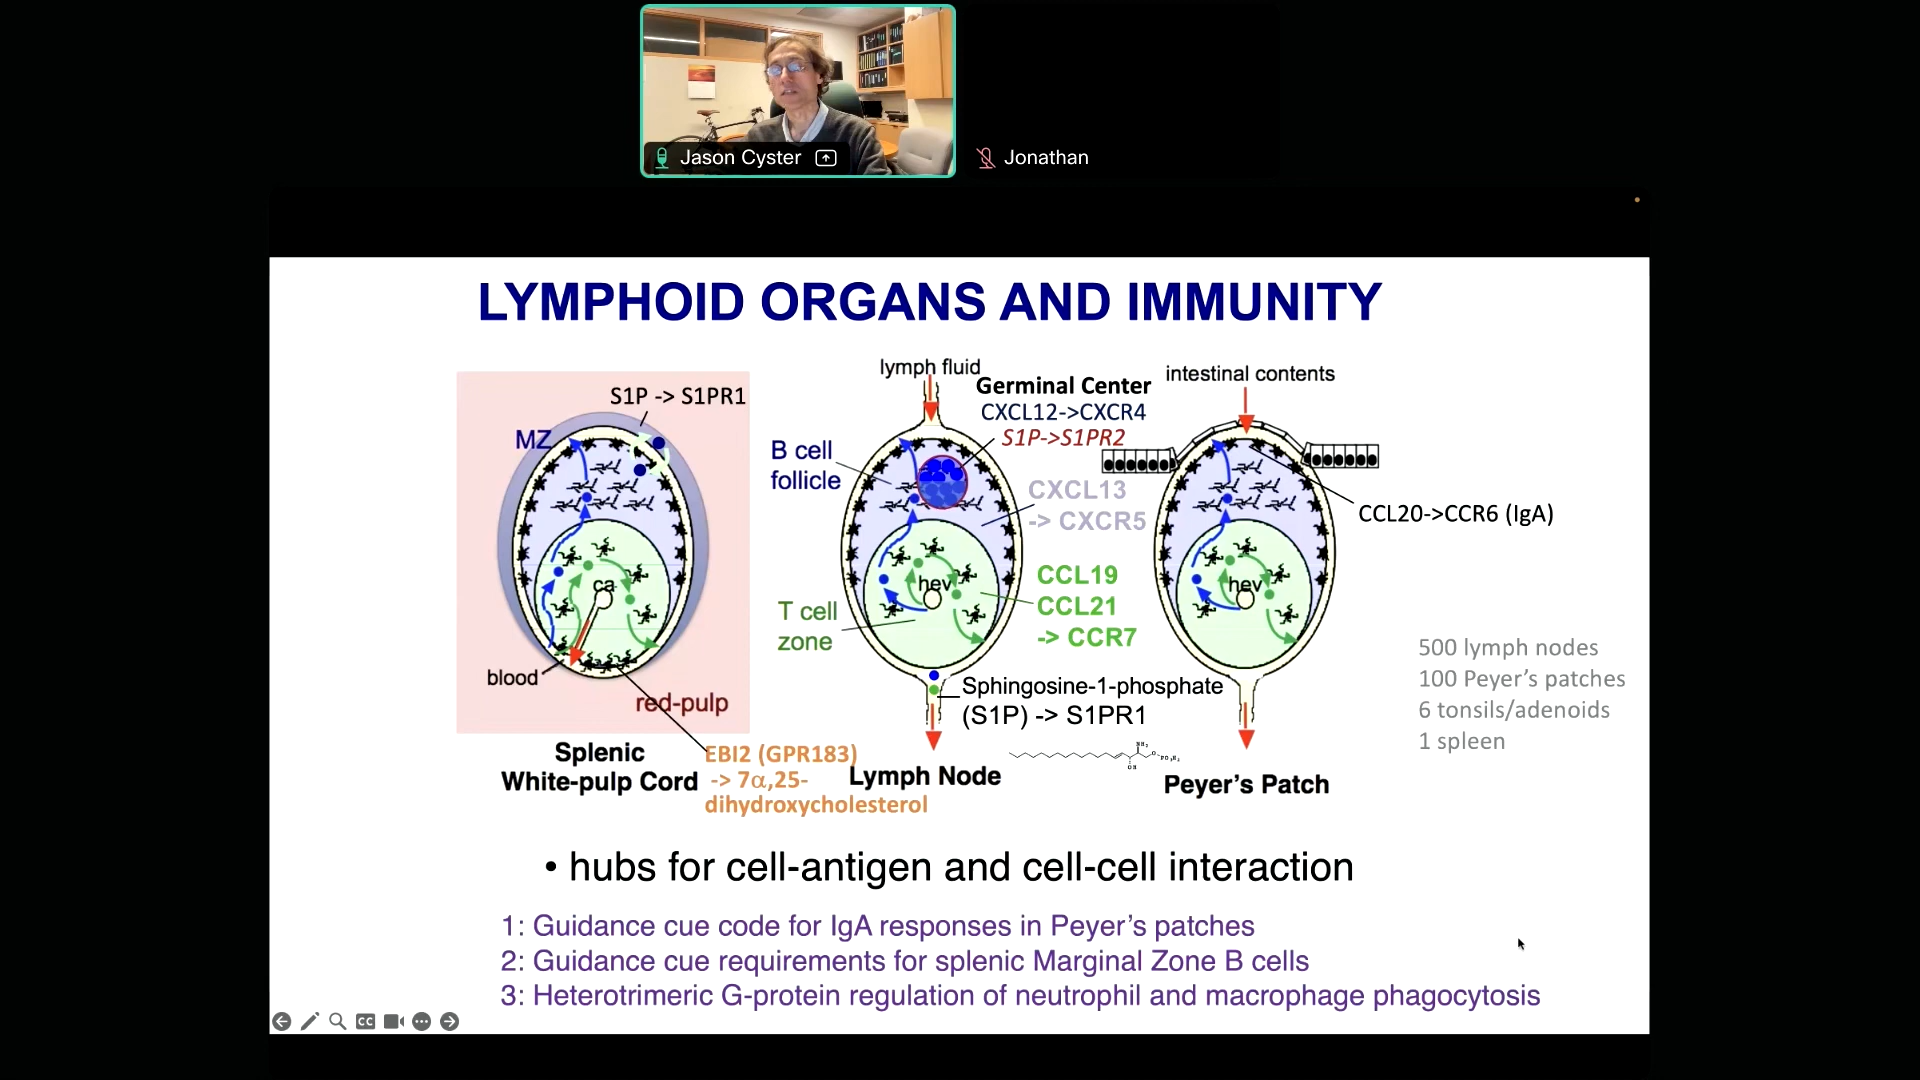 Jason Cyster
Jonathan
LYMPHOID ORGANS AND IMMUNITY
S1P -> S1PR1
MZ
ca
blood
red-pulp
Splenic
White-pulp Cord
EBI2 (GPR183)
-> 7α,25-
dihydroxycholesterol
lymph fluid
Germinal Center
CXCL12->CXCR4
S1P->S1PR2
B cell
follicle
CXCL13
-> CXCR5
hev
CCL19
CCL21
-> CCR7
T cell
zone
Sphingosine-1-phosphate
(S1P) -> S1PR1
Lymph Node
intestinal contents
CCL20->CCR6 (IgA)
hev
Peyer’s Patch
NH₂
OH
500 lymph nodes
100 Peyer’s patches
6 tonsils/adenoids
1 spleen
• hubs for cell-antigen and cell-cell interaction
1: Guidance cue code for IgA responses in Peyer’s patches
2: Guidance cue requirements for splenic Marginal Zone B cells
3: Heterotrimeric G-protein regulation of neutrophil and macrophage phagocytosis
CC